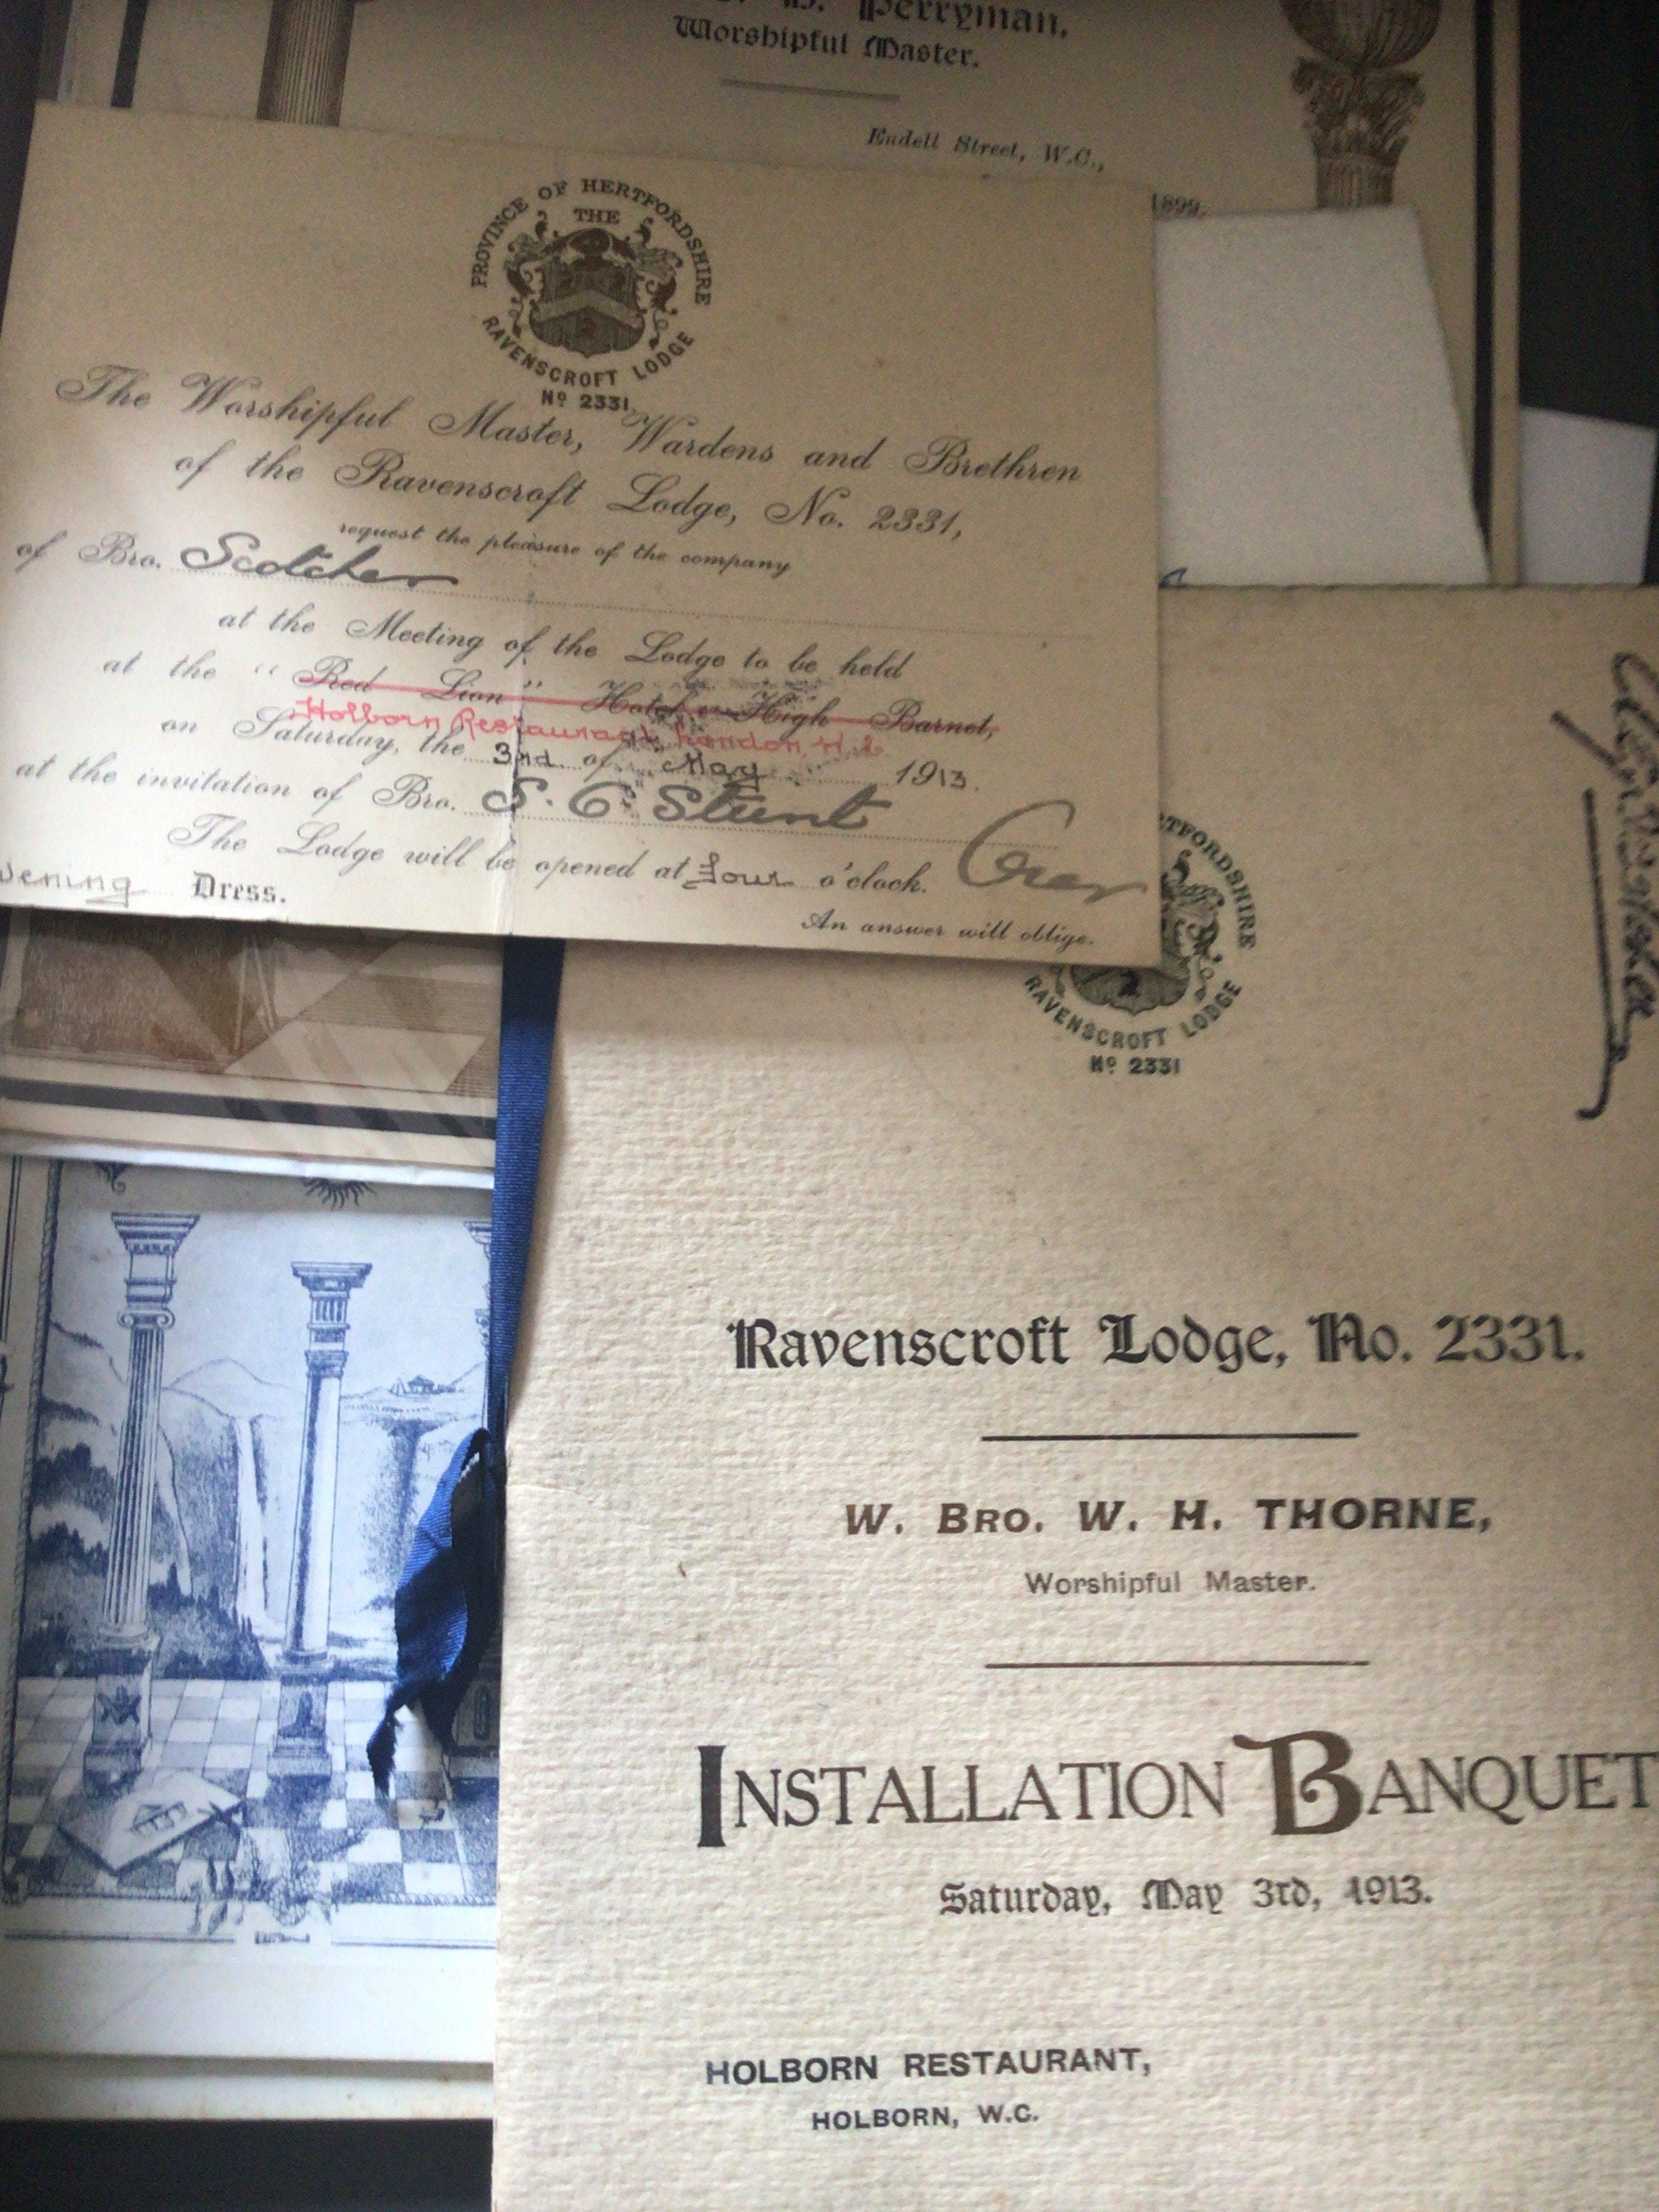 Perryman,
Worshipful Master.
Endell Street, W.C.,
1899.
PROVINCE OF HERTFORDSHIRE
THE
RAVENSCROFT LODGE
Nº 2331
The Worshipful Master, Wardens and Brethren
of the Ravenscroft Lodge, No. 2331,
request the pleasure of the company
of Bro. Scotcher
at the Meeting of the Lodge to be held
at the "Red Lion" Hotel, High Barnet,
Holborn Restaurant, London,
on Saturday, the 3rd of May 1913.
at the invitation of Bro. S. C. Stunt
The Lodge will be opened at four o'clock.
vening Dress.
An answer will oblige.
RTFORDSHIRE
RAVENSCROFT LODGE
Nº 2331
Ravenscroft Lodge, No. 2331.
W. BRO. W. H. THORNE,
Worshipful Master.
INSTALLATION BANQUET
Saturday, May 3rd, 1913.
HOLBORN RESTAURANT,
HOLBORN, W.C.